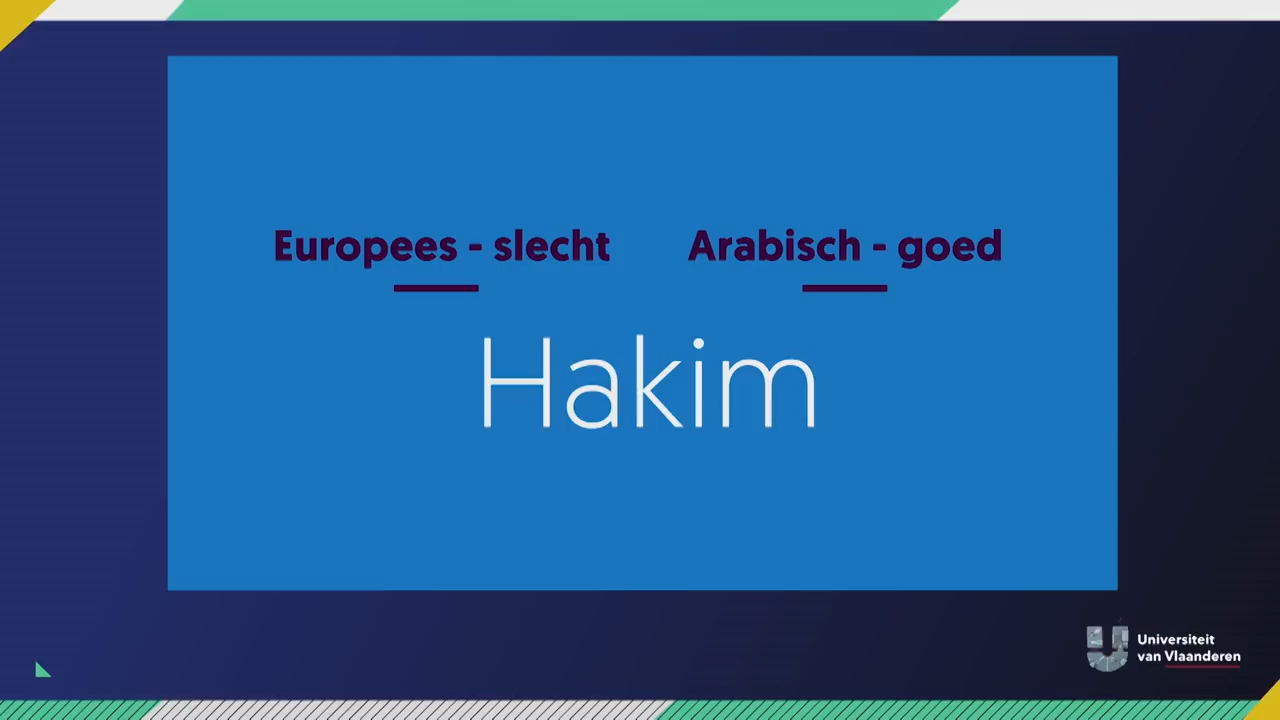 Europees - slecht
Arabisch - goed
Hakim
Universiteit
van Vlaanderen